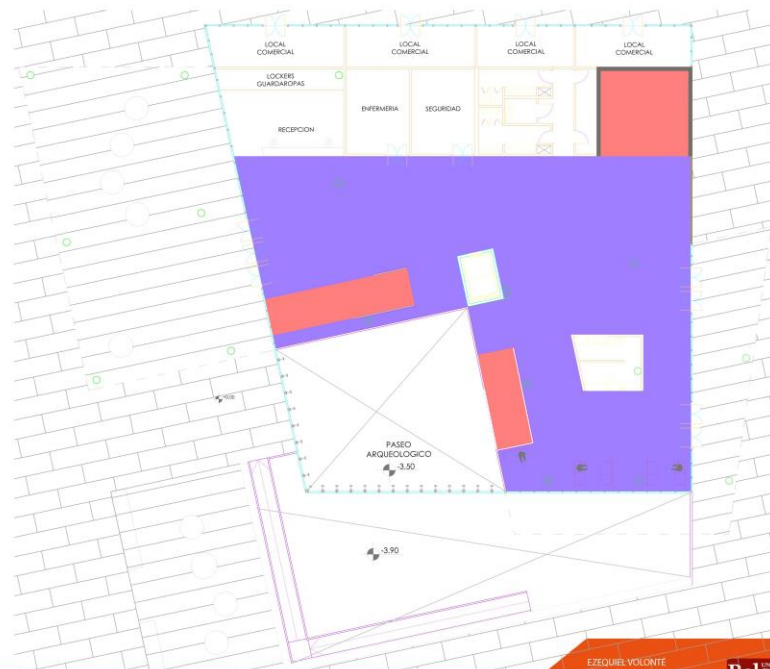 LOCAL
COMERCIAL
LOCAL
COMERCIAL
LOCAL
COMERCIAL
LOCAL
COMERCIAL
LOCKERS
GUARDAROPAS
ENFERMERIA
SEGURIDAD
RECEPCION
PASEO
ARQUEOLOGICO
-3.50
-3.90
EZEQUIEL VOLONTÉ